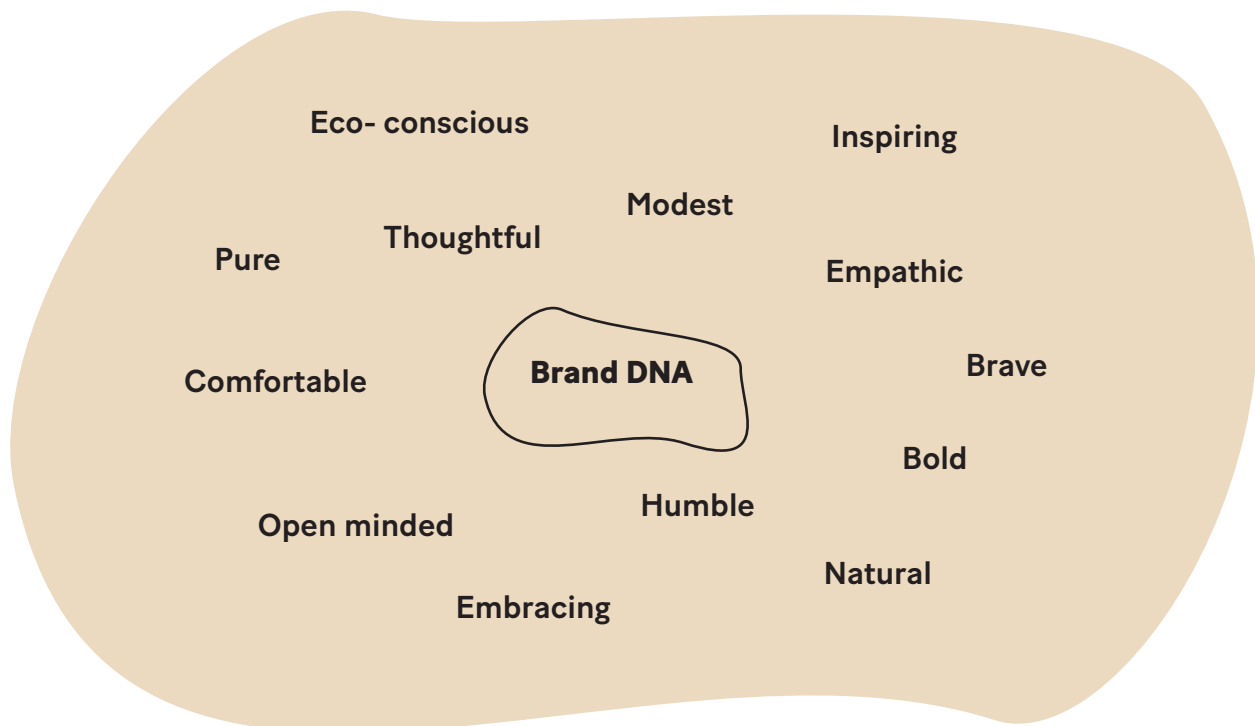 Eco- conscious
Inspiring
Modest
Thoughtful
Pure
Empathic
Brand DNA
Brave
Comfortable
Bold
Humble
Open minded
Natural
Embracing